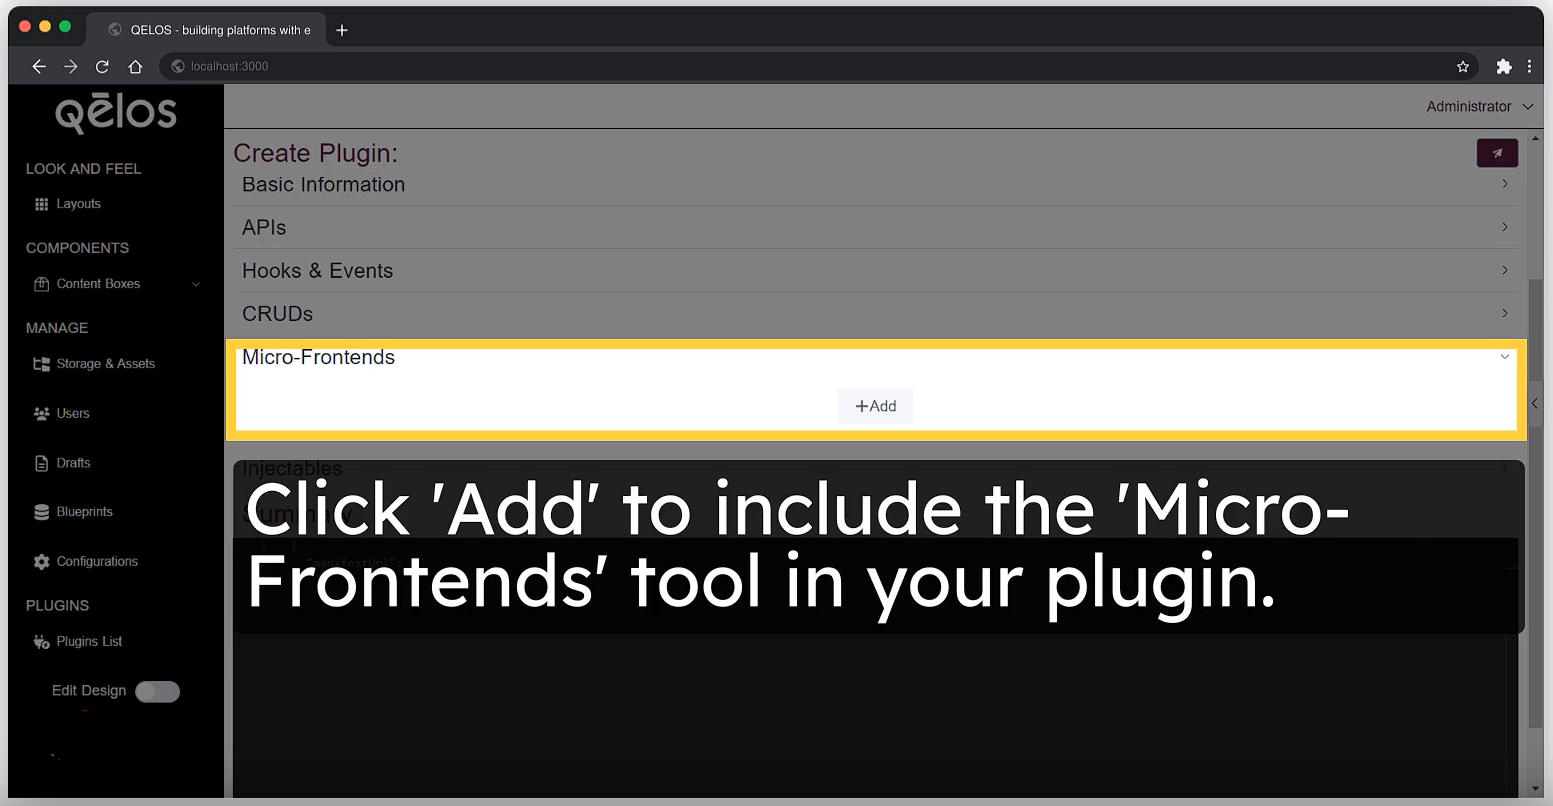 QELOS - building platforms with e
localhost:3000
qēlos
Administrator
LOOK AND FEEL
Layouts
COMPONENTS
Content Boxes
MANAGE
Storage & Assets
Users
Drafts
Blueprints
Configurations
PLUGINS
Plugins List
Edit Design
Create Plugin:
Basic Information
APIs
Hooks & Events
CRUDs
Micro-Frontends
+Add
Injectables
Summary
"manifestUrl":
Click 'Add' to include the 'Micro-
Frontends' tool in your plugin.